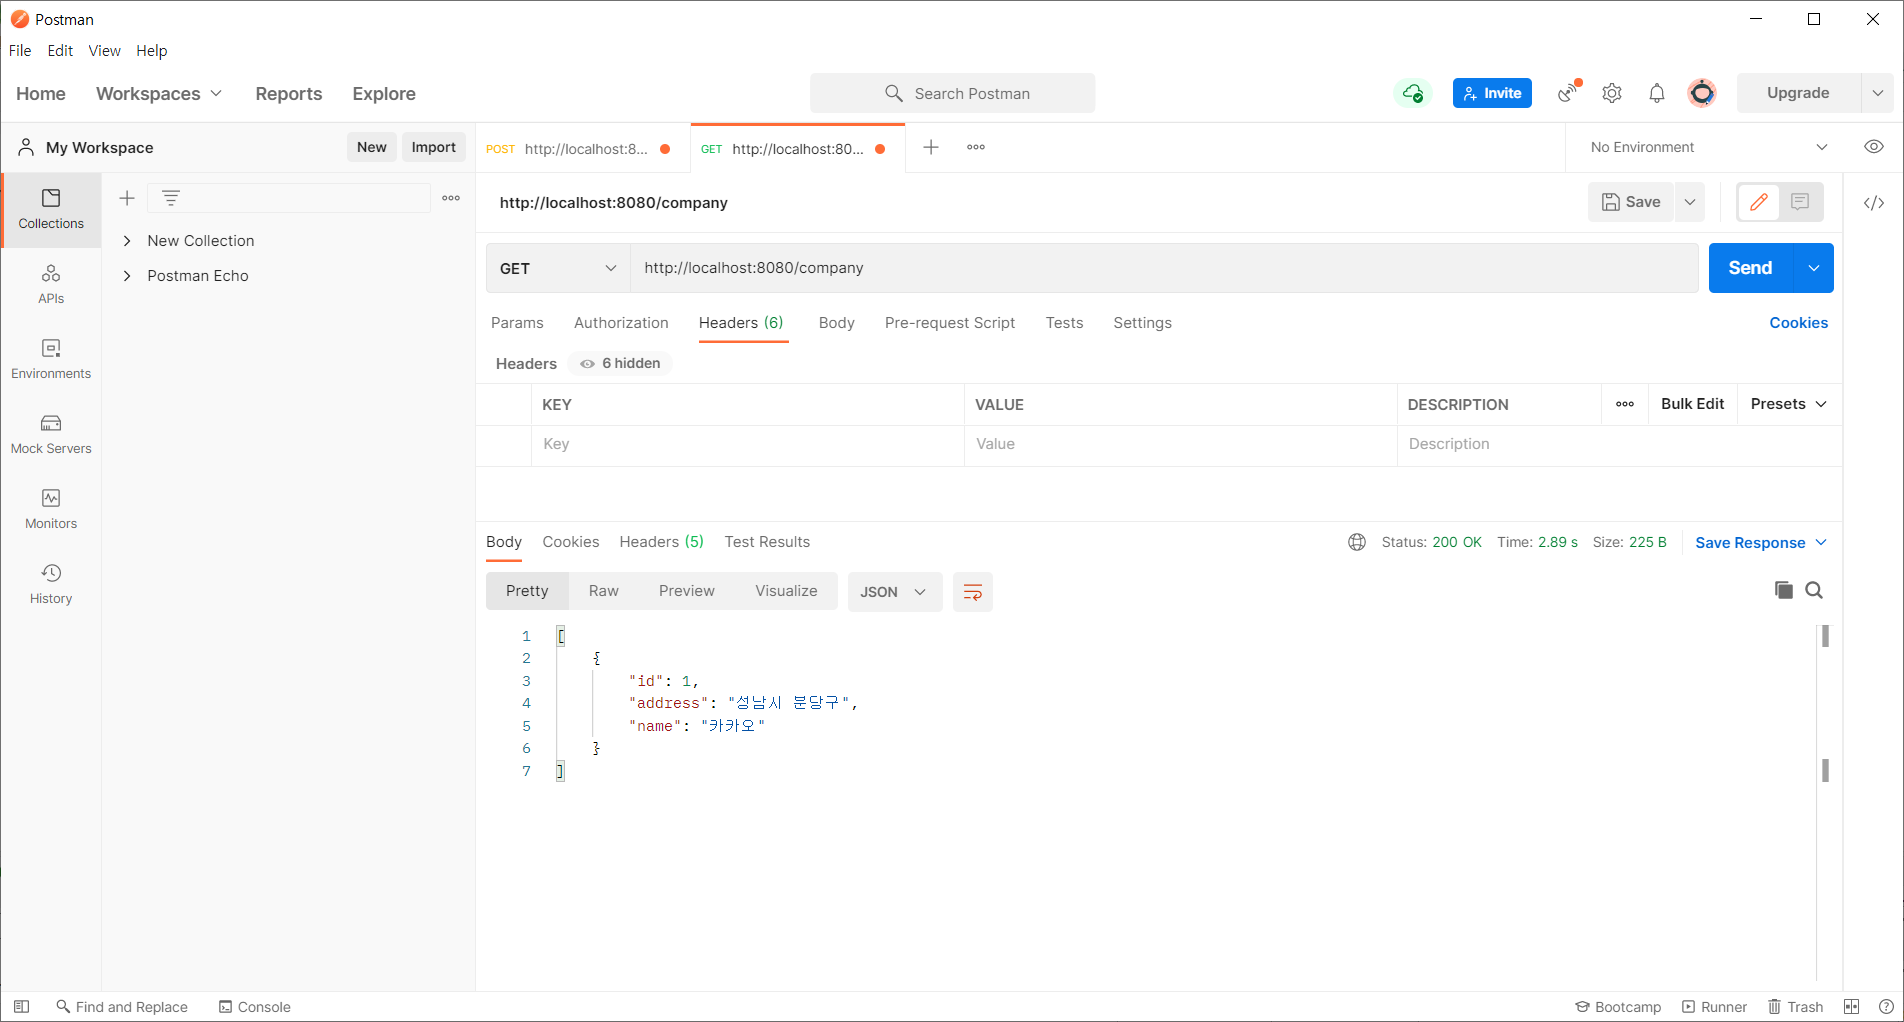 Postman
File Edit View Help
Home Workspaces Reports Explore Search Postman Invite Upgrade
My Workspace New Import POST http://localhost:8... GET http://localhost:80... No Environment
Collections
APIs
Environments
Mock Servers
Monitors
History
New Collection
Postman Echo
http://localhost:8080/company Save
GET http://localhost:8080/company Send
Params Authorization Headers (6) Body Pre-request Script Tests Settings Cookies
Headers 6 hidden
KEY VALUE DESCRIPTION Bulk Edit Presets
Key Value Description
Body Cookies Headers (5) Test Results Status: 200 OK Time: 2.89 s Size: 225 B Save Response
Pretty Raw Preview Visualize JSON
1 [
2 {
3 "id": 1,
4 "address": "성남시 분당구",
5 "name": "카카오"
6 }
7 ]
Find and Replace Console Bootcamp Runner Trash